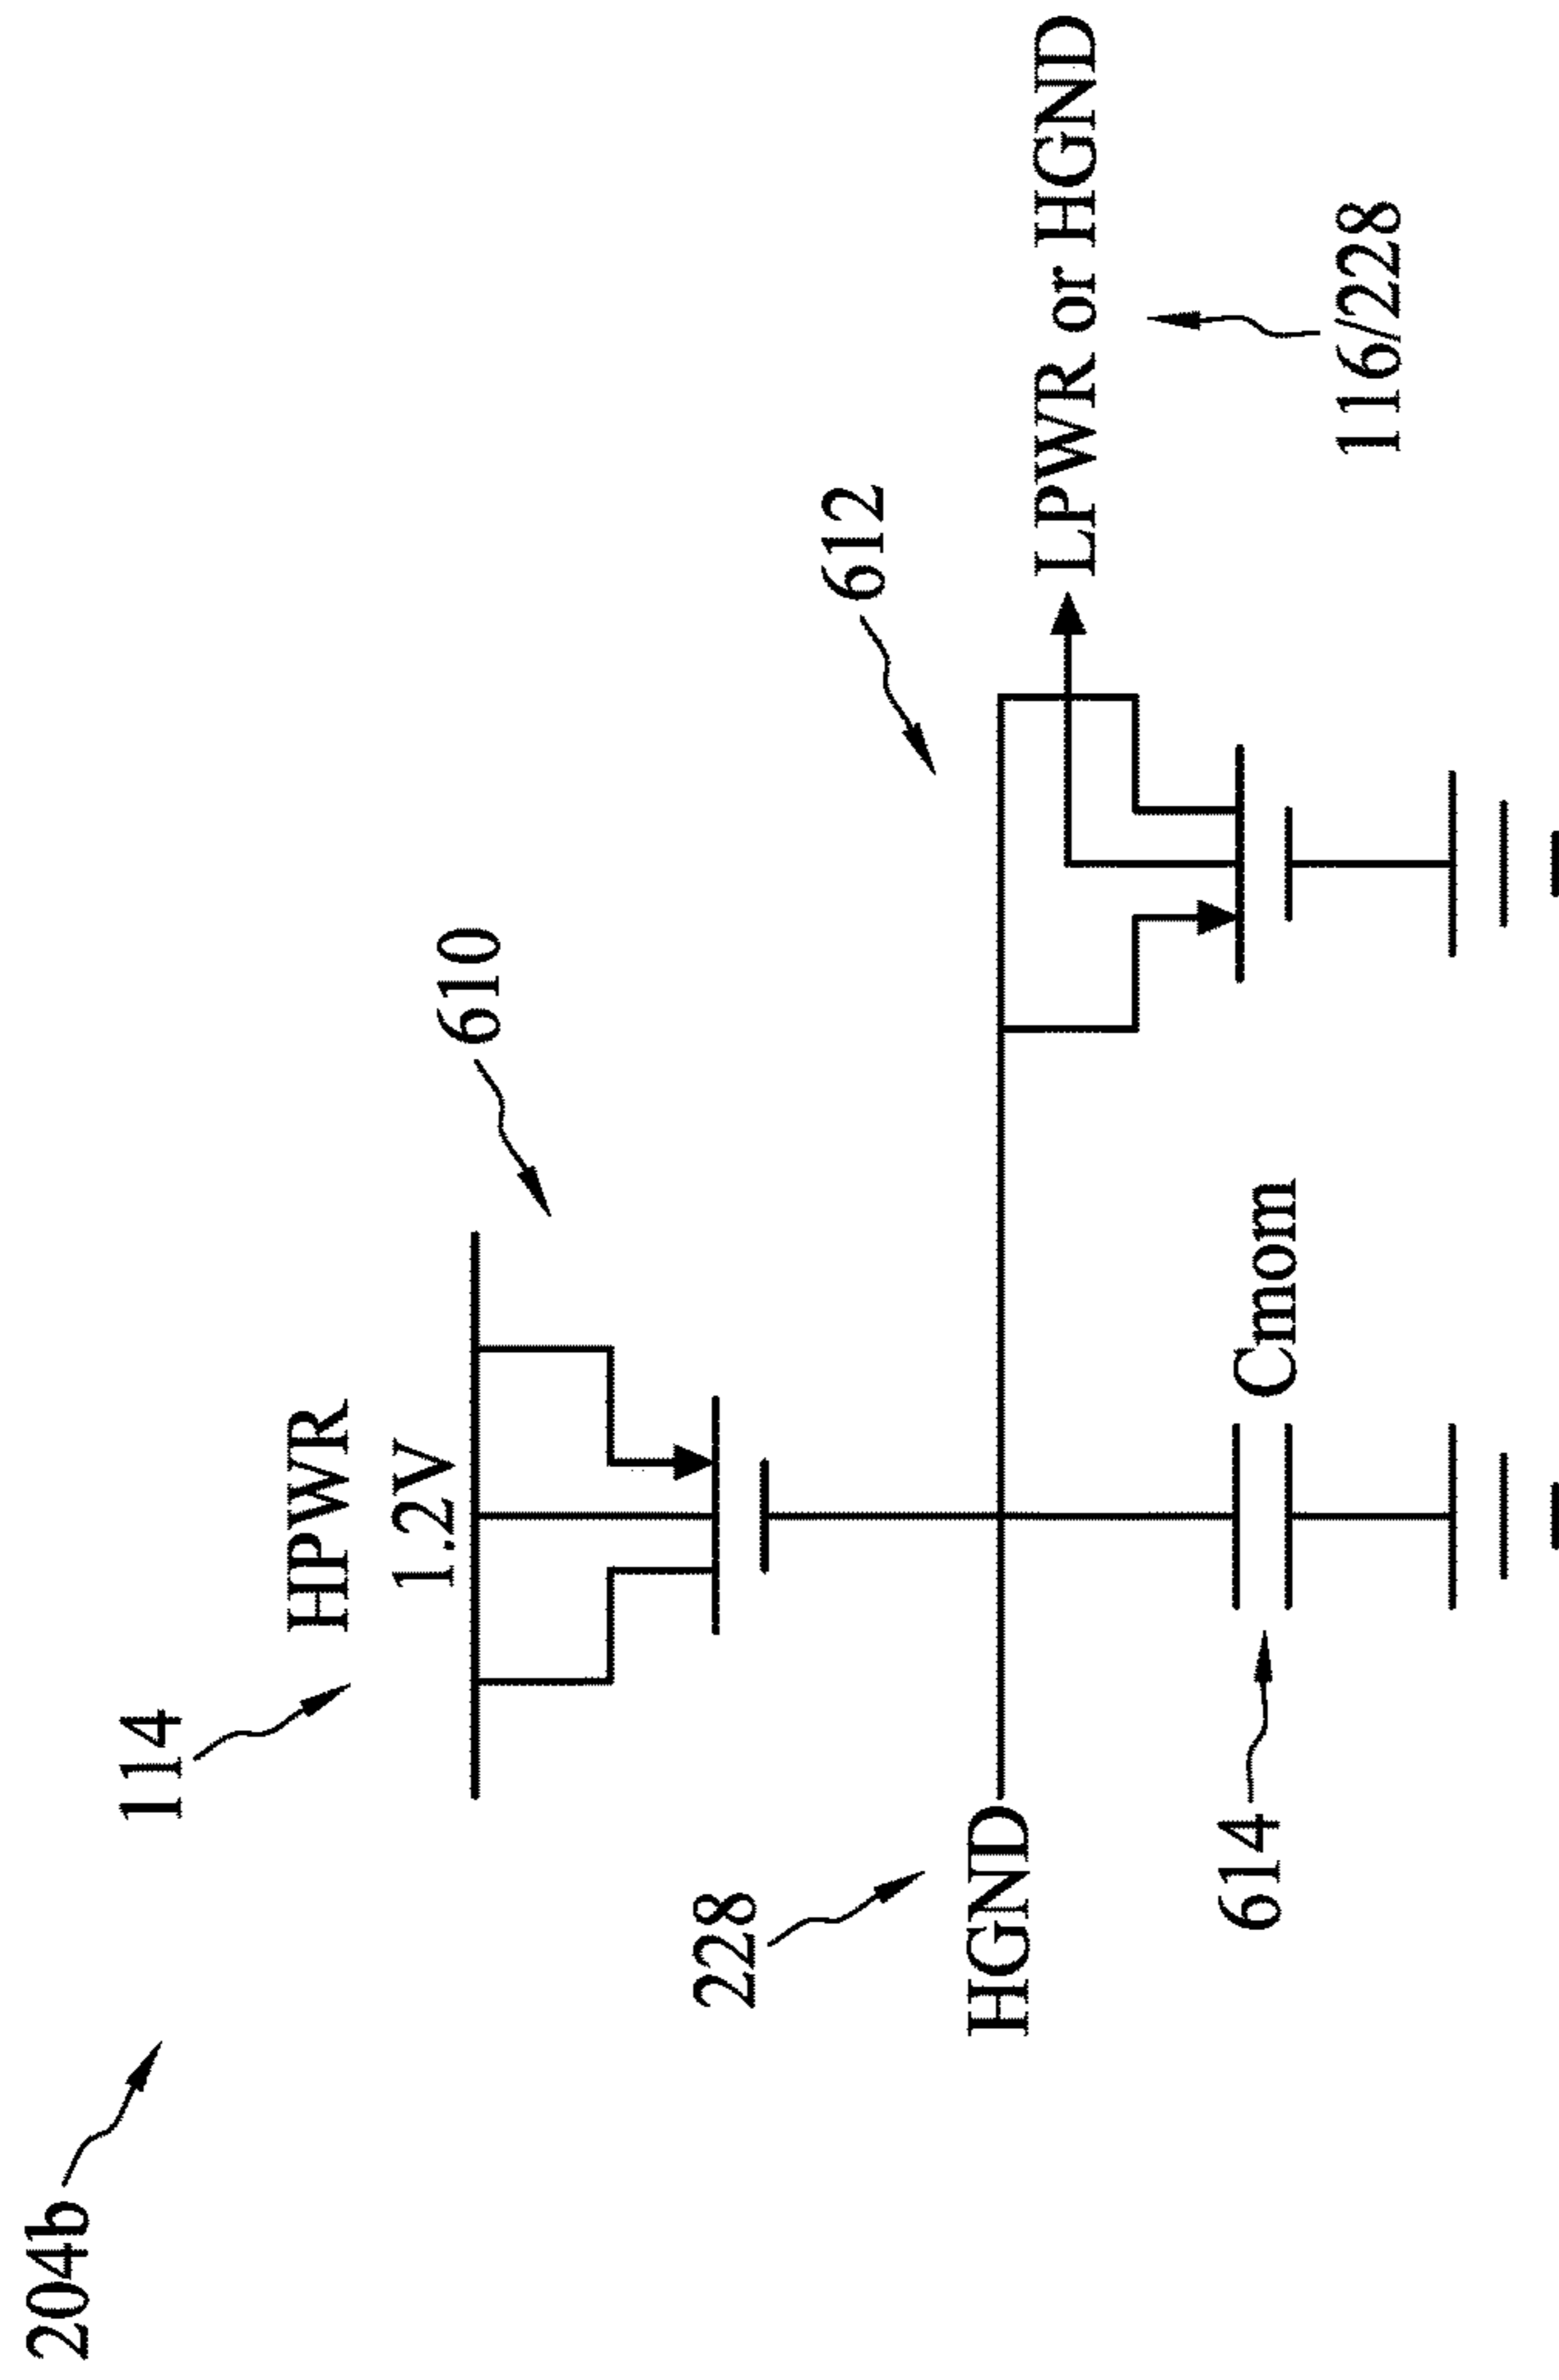 204b
114
HPWR
1.2V
610
228
HGND
612
LPWR or HGND
116/228
614
Cmom